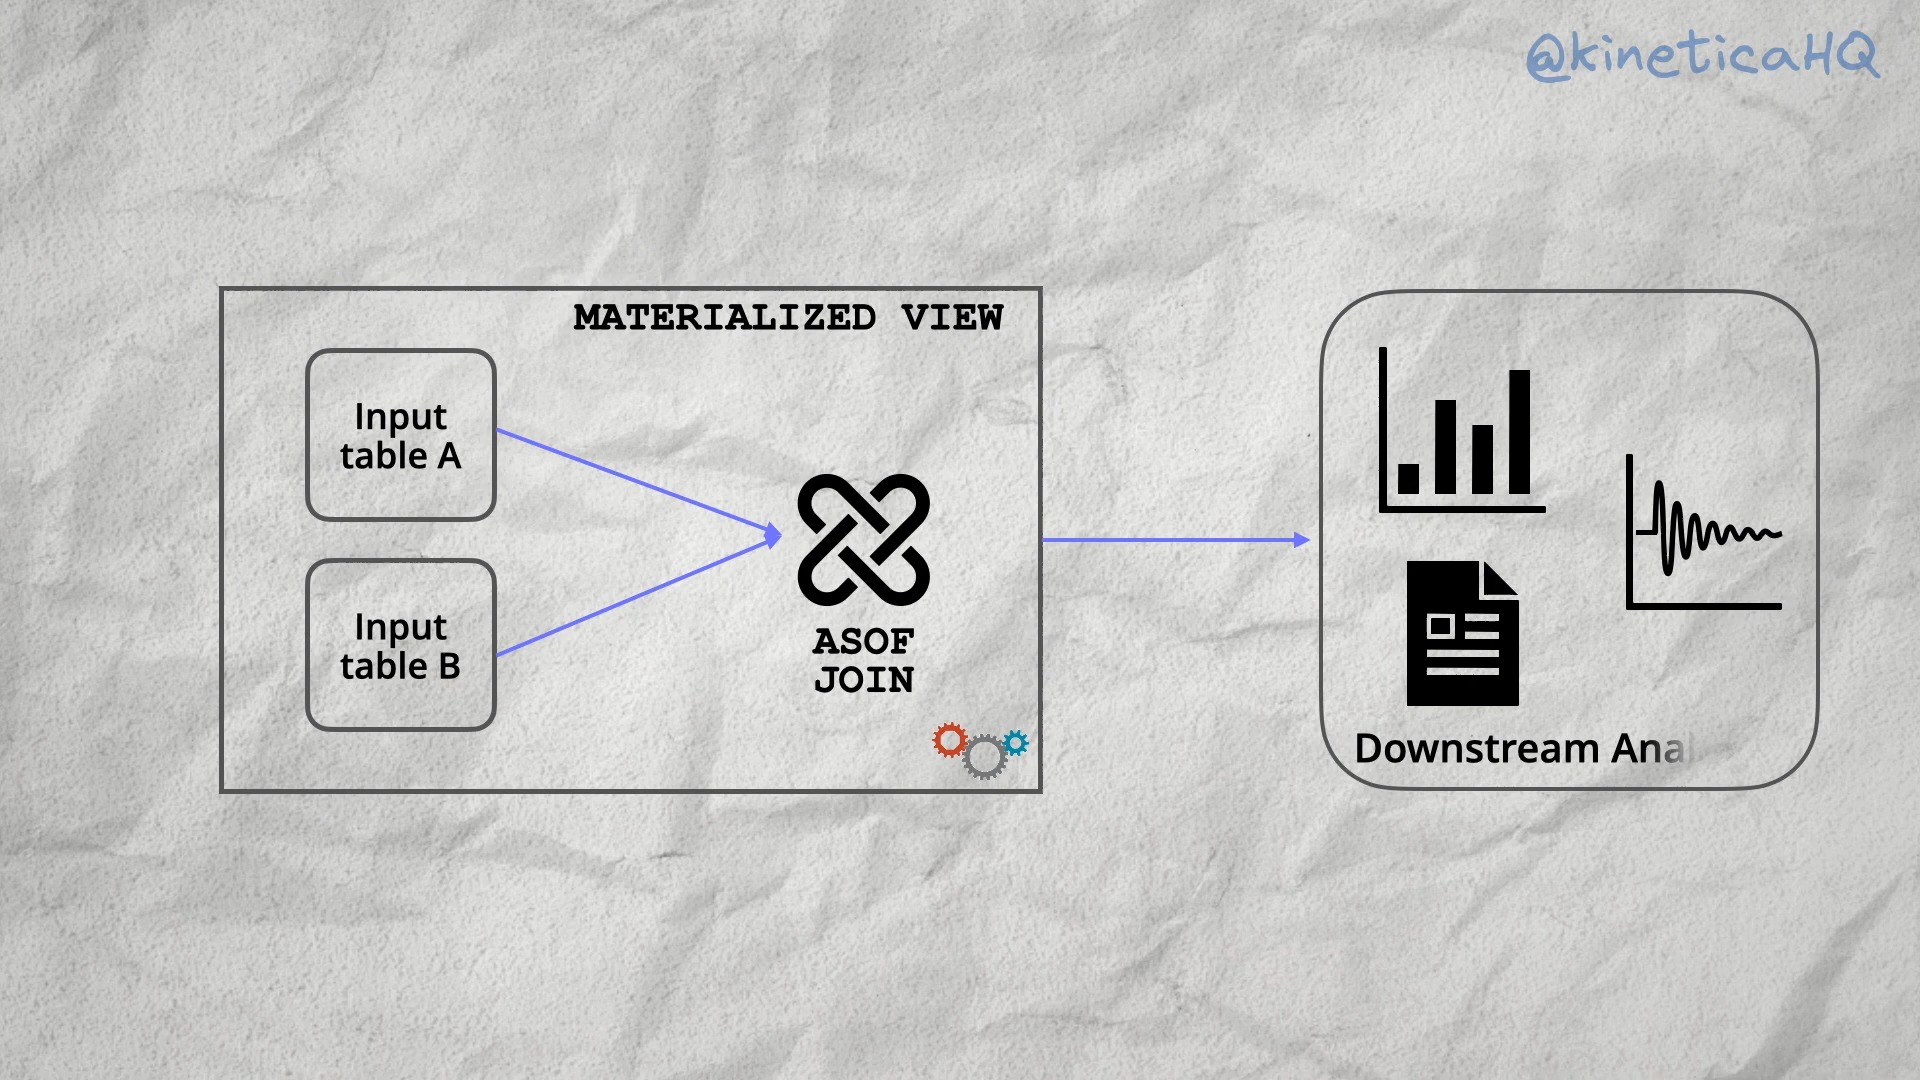 @kineticaHQ
MATERIALIZED VIEW
Input
table A
Input
table B
ASOF
JOIN
Downstream Ana